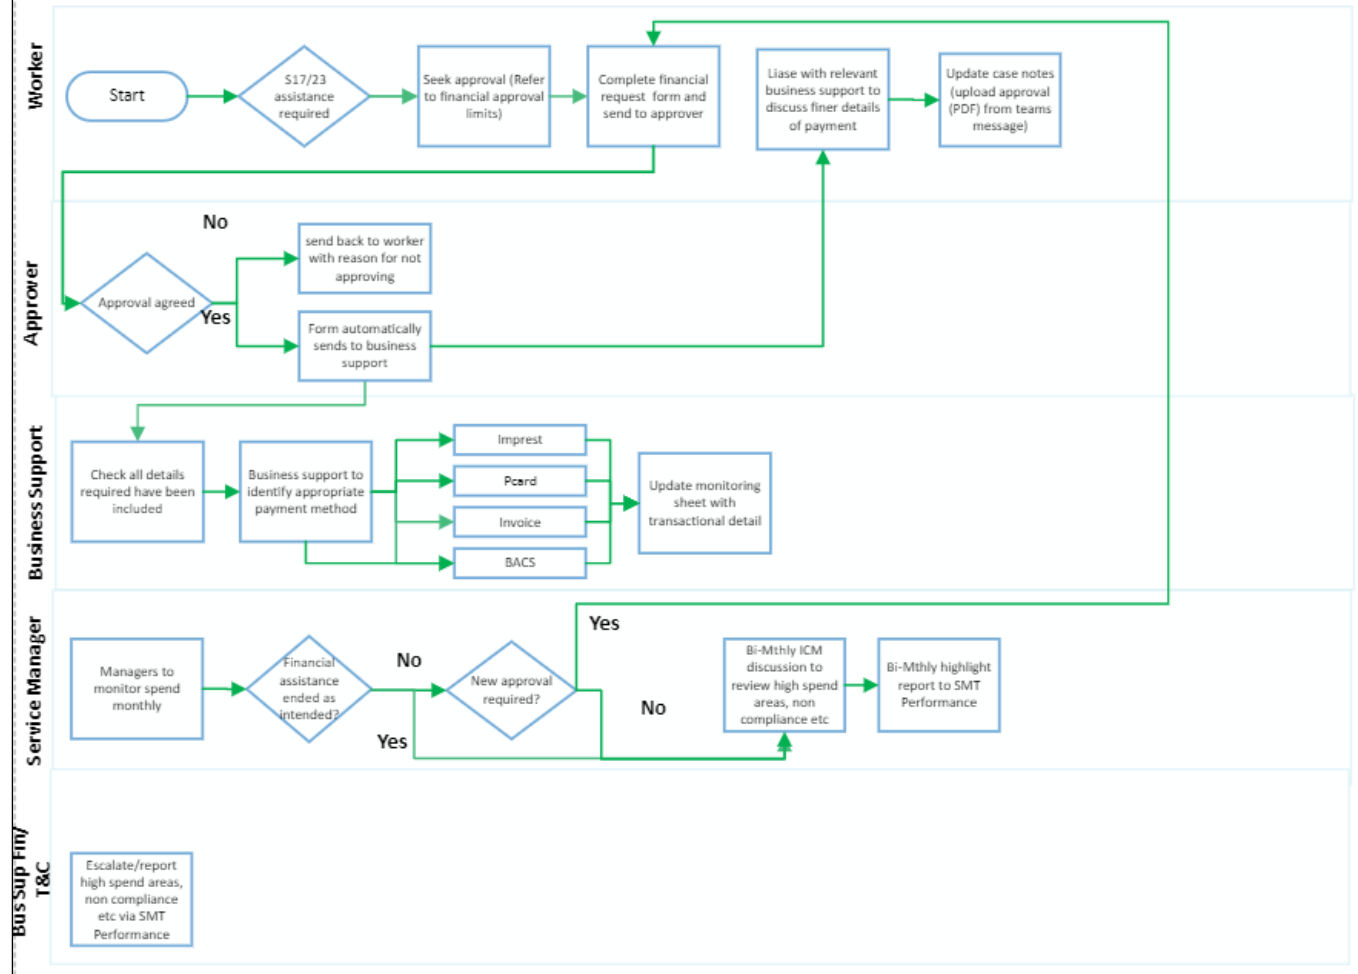 Worker
Start
S17/23
assistance
required
Seek approval (Refer
to financial approval
limits)
Complete financial
request form and
send to approver
Liase with relevant
business support to
discuss finer details
of payment
Update case notes
(upload approval
(PDF) from teams
message)
Approver
Approval agreed
No
Yes
send back to worker
with reason for not
approving
Form automatically
sends to business
support
Business Support
Check all details
required have been
included
Business support to
identify appropriate
payment method
Imprest
Pcard
Invoice
BACS
Update monitoring
sheet with
transactional detail
Service Manager
Managers to
monitor spend
monthly
Financial
assistance
ended as
intended?
No
Yes
New approval
required?
Yes
No
Bi-Mthly ICM
discussion to
review high spend
areas, non
compliance etc
Bi-Mthly highlight
report to SMT
Performance
Bus Sup Fin/
T&C
Escalate/report
high spend areas,
non compliance
etc via SMT
Performance